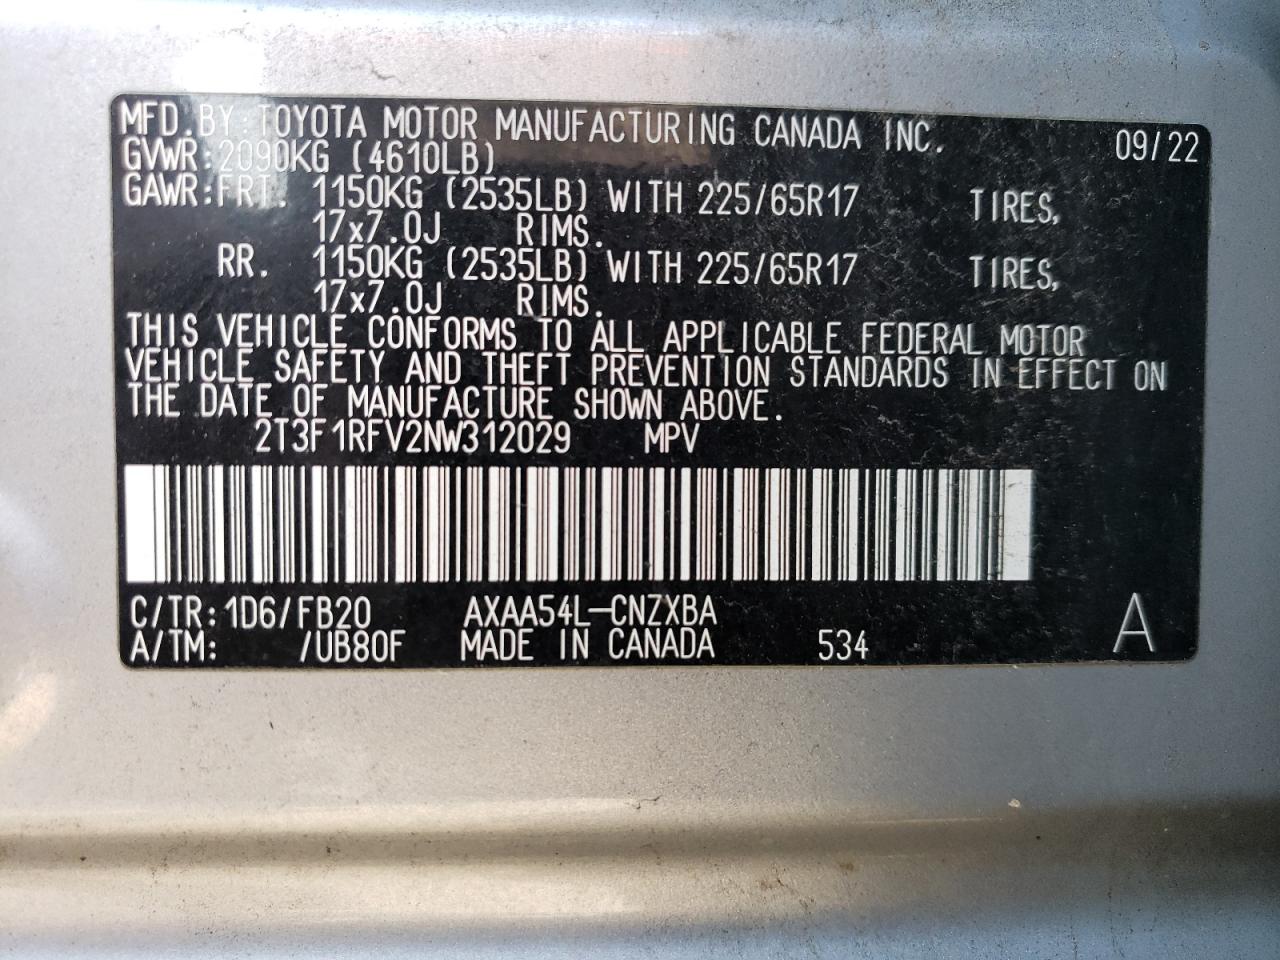 MFD.BY:TOYOTA MOTOR MANUFACTURING CANADA INC. 09/22
GVWR:2090KG (4610LB)
GAWR:FRT. 1150KG (2535LB) WITH 225/65R17 TIRES,
17x7.0J RIMS.
RR. 1150KG (2535LB) WITH 225/65R17 TIRES,
17x7.0J RIMS.
THIS VEHICLE CONFORMS TO ALL APPLICABLE FEDERAL MOTOR
VEHICLE SAFETY AND THEFT PREVENTION STANDARDS IN EFFECT ON
THE DATE OF MANUFACTURE SHOWN ABOVE.
2T3F1RFV2NW312029 MPV
C/TR:1D6/FB20 AXAA54L-CNZXBA
A/TM: /UB80F MADE IN CANADA 534 A